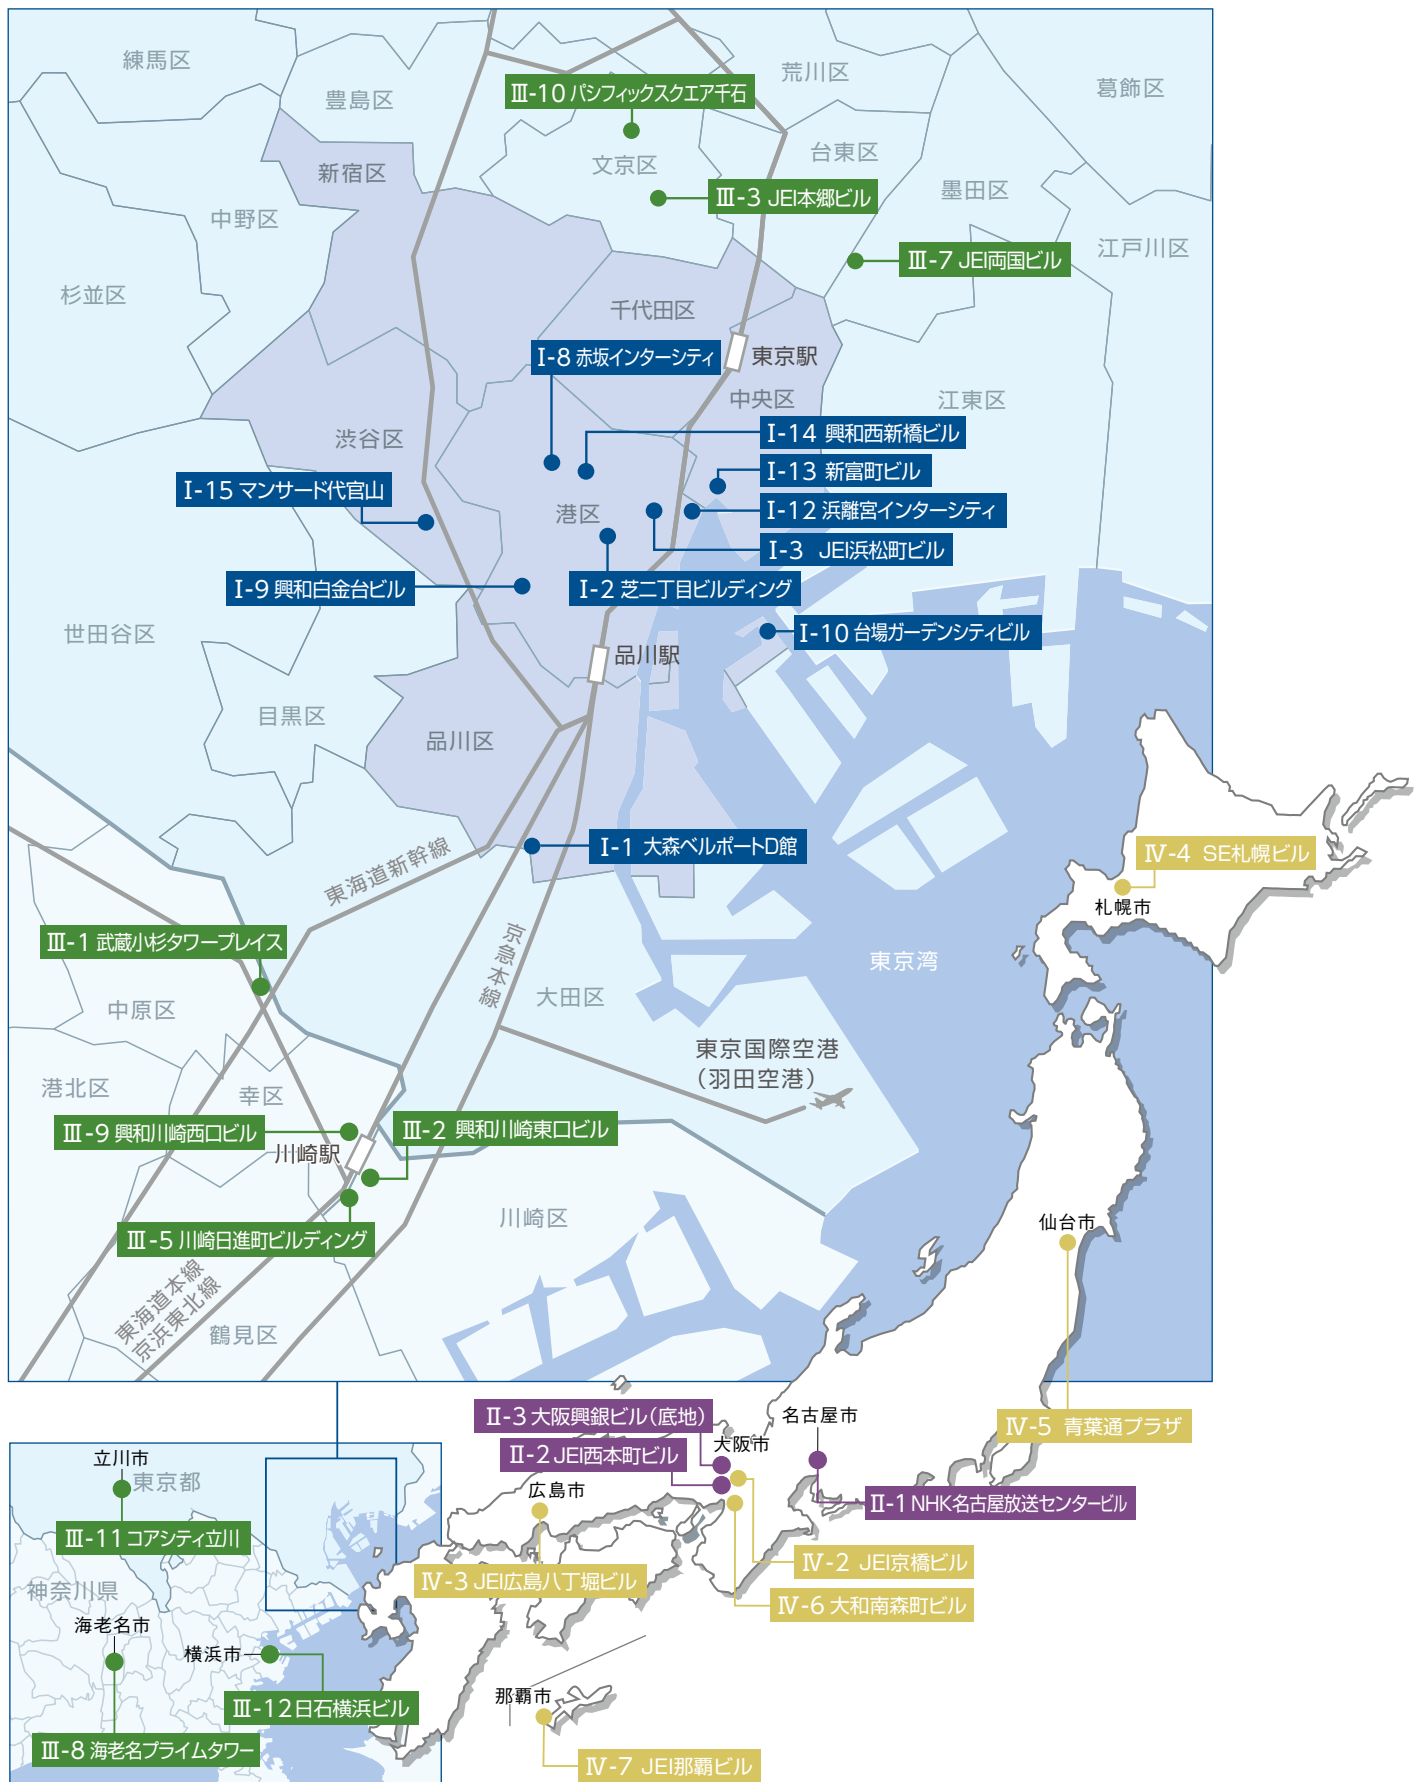 練馬区
豊島区
荒川区
葛飾区
Ⅲ-10 パシフィックスクエア千石
文京区
台東区
新宿区
墨田区
Ⅲ-3 JEI本郷ビル
中野区
江戸川区
Ⅲ-7 JEI両国ビル
杉並区
千代田区
Ⅰ-8 赤坂インターシティ
東京駅
中央区
江東区
渋谷区
Ⅰ-14 興和西新橋ビル
Ⅰ-13 新富町ビル
Ⅰ-15 マンサード代官山
港区
Ⅰ-12 浜離宮インターシティ
Ⅰ-3 JEI浜松町ビル
Ⅰ-9 興和白金台ビル
Ⅰ-2 芝二丁目ビルディング
世田谷区
Ⅰ-10 台場ガーデンシティビル
品川駅
目黒区
品川区
Ⅰ-1 大森ベルポートD館
東海道新幹線
Ⅳ-4 SE札幌ビル
札幌市
Ⅲ-1 武蔵小杉タワープレイス
京急本線
東京湾
中原区
大田区
東京国際空港
（羽田空港）
港北区
幸区
Ⅲ-9 興和川崎西口ビル
Ⅲ-2 興和川崎東口ビル
川崎駅
川崎区
仙台市
Ⅲ-5 川崎日進町ビルディング
東海道本線
京浜東北線
鶴見区
Ⅱ-3 大阪興銀ビル（底地）
名古屋市
Ⅳ-5 青葉通プラザ
大阪市
Ⅱ-2 JEI西本町ビル
立川市
東京都
広島市
Ⅱ-1 NHK名古屋放送センタービル
Ⅲ-11 コアシティ立川
Ⅳ-2 JEI京橋ビル
Ⅳ-3 JEI広島八丁堀ビル
神奈川県
Ⅳ-6 大和南森町ビル
海老名市
横浜市
那覇市
Ⅲ-12 日石横浜ビル
Ⅲ-8 海老名プライムタワー
Ⅳ-7 JEI那覇ビル